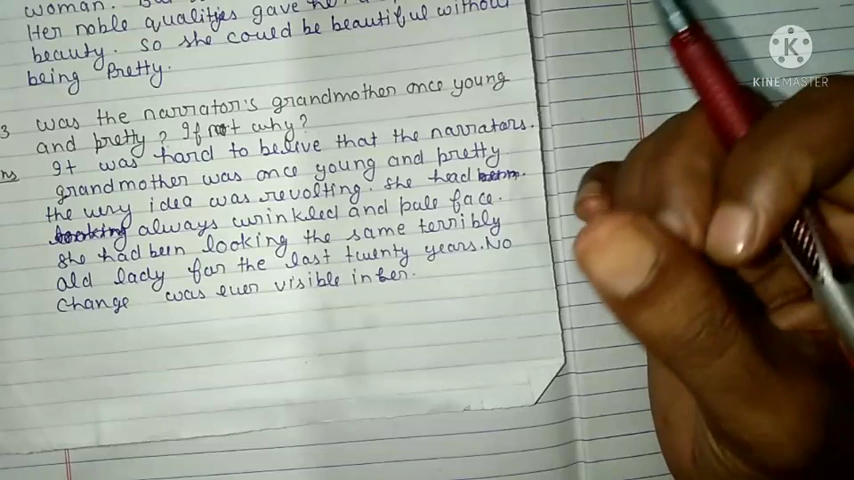 woman.
Her noble qualities gave
beauty. So she could be beautiful without
being Pretty.
3 was the narrator's grandmother once young
and pretty? If not why?
Ans It was hard to belive that the narrators.
grandmother was once young and pretty
the very idea was revolting. she had
looking always wrinkled and pale face.
she had been looking the same terribly
old lady for the last twenty years. No
Change was ever visible in her.
KINEMASTER